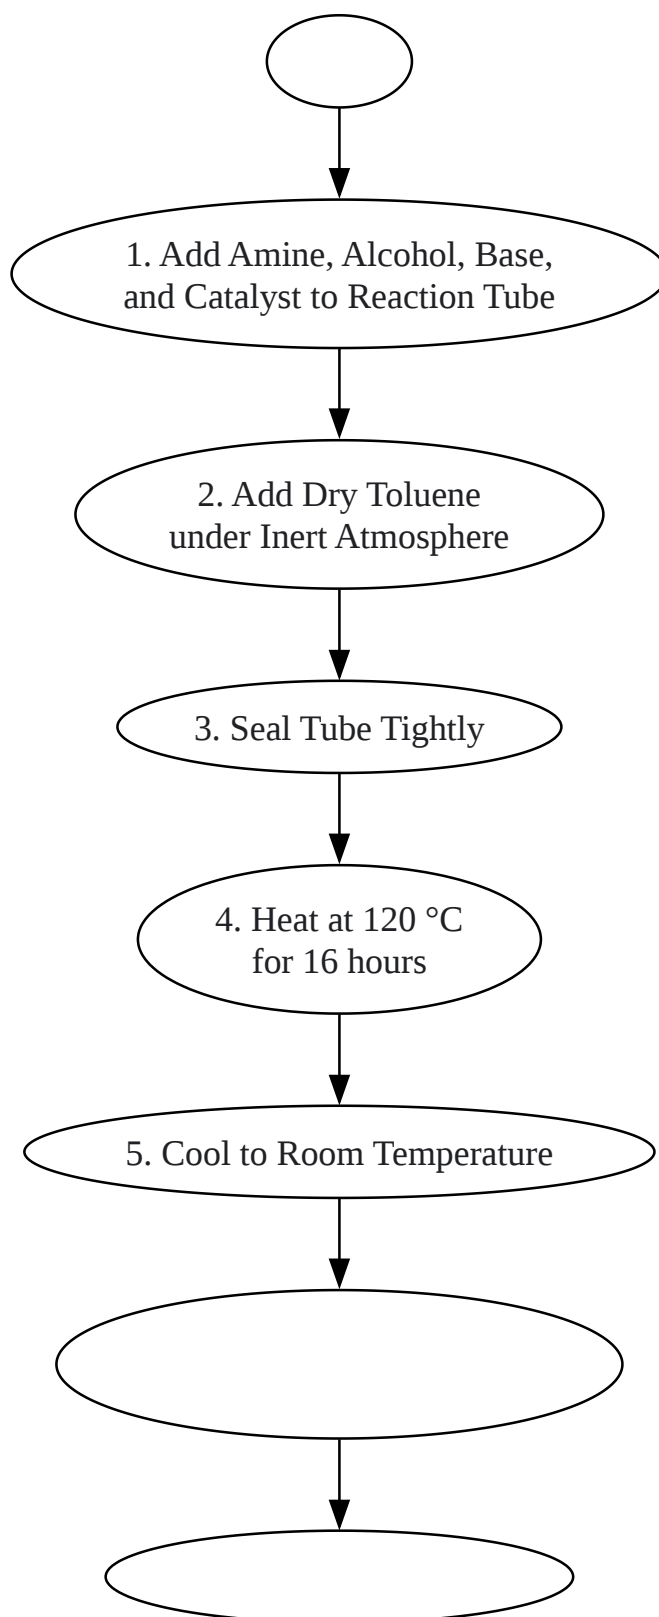 1. Add Amine, Alcohol, Base,
and Catalyst to Reaction Tube
2. Add Dry Toluene
under Inert Atmosphere
3. Seal Tube Tightly
4. Heat at 120 °C
for 16 hours
5. Cool to Room Temperature